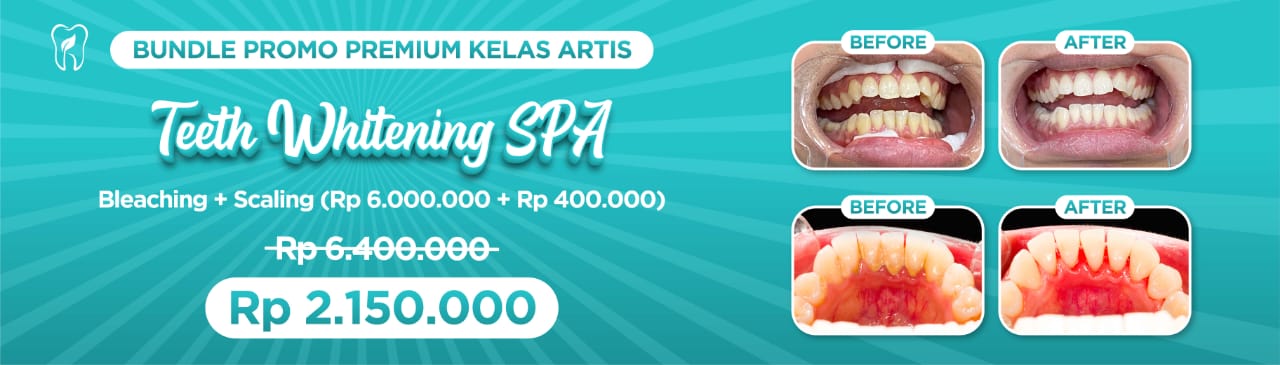 BUNDLE PROMO PREMIUM KELAS ARTIS
Teeth Whitening SPA
Bleaching + Scaling (Rp 6.000.000 + Rp 400.000)
Rp 6.400.000
Rp 2.150.000
BEFORE
AFTER
BEFORE
AFTER